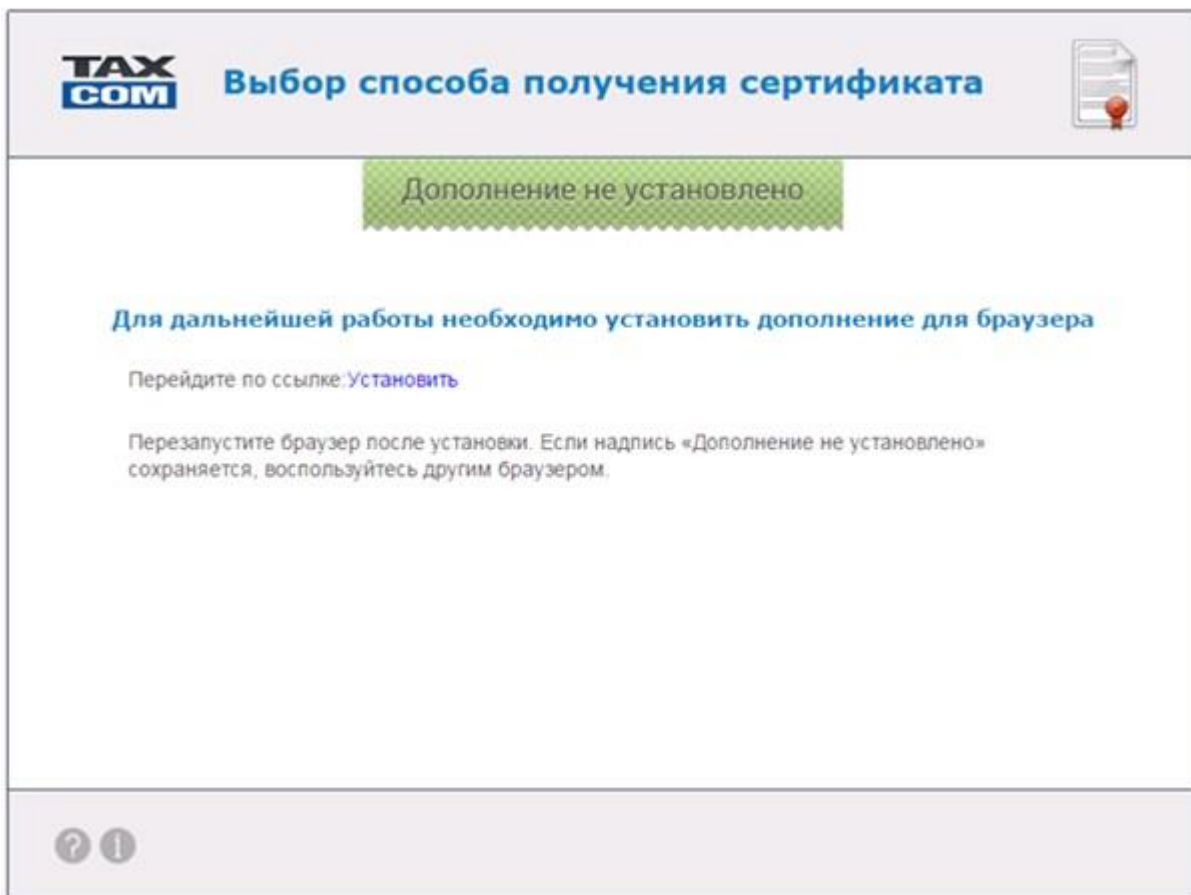 TAX
COM
Выбор способа получения сертификата
Дополнение не установлено
Для дальнейшей работы необходимо установить дополнение для браузера
Перейдите по ссылке:Установить
Перезапустите браузер после установки. Если надпись «Дополнение не установлено»
сохраняется, воспользуйтесь другим браузером.